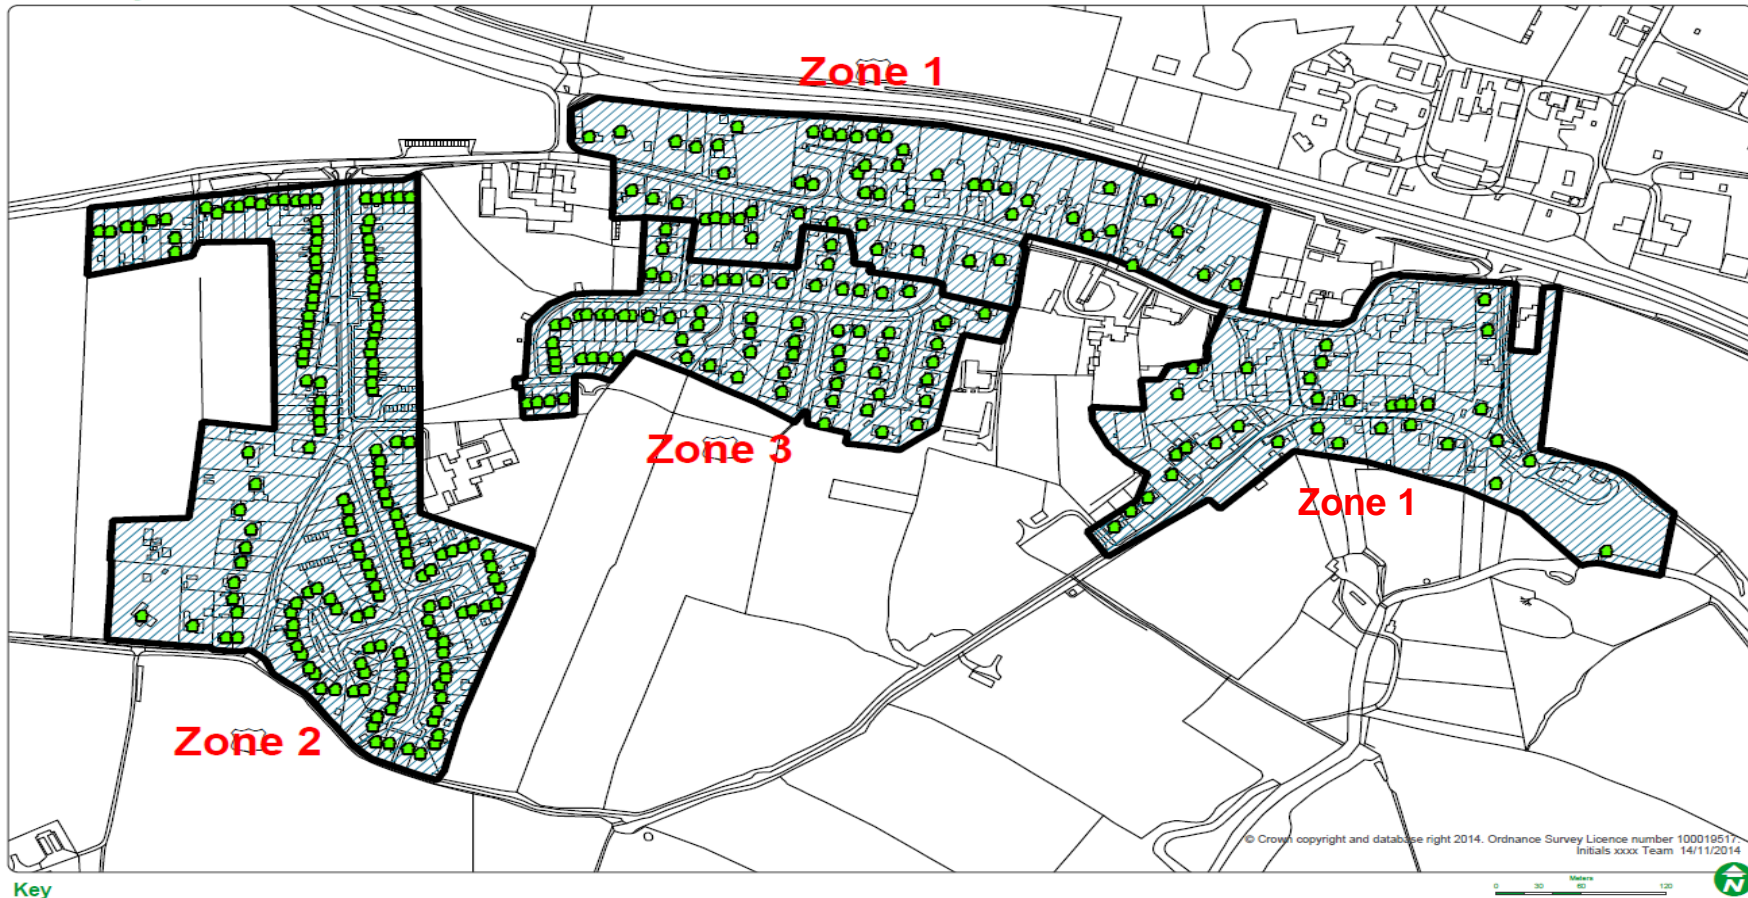 Zone 1
Zone 3
Zone 1
Zone 2
© Crown copyright and database right 2014. Ordnance Survey Licence number 100019517.
Initials xxxx Team 14/11/2014
Key
Meters
0 30 60 120
N